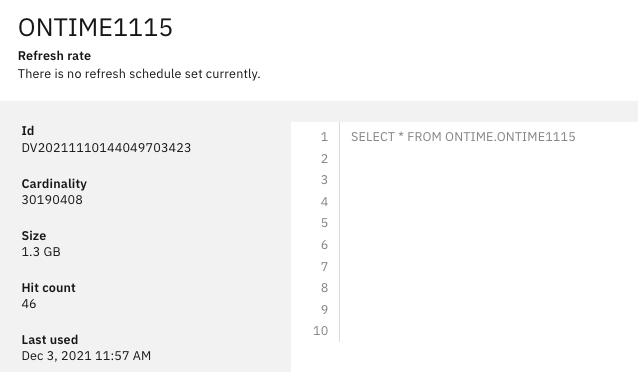 ONTIME1115
Refresh rate
There is no refresh schedule set currently.
Id
DV20211110144049703423
Cardinality
30190408
Size
1.3 GB
Hit count
46
Last used
Dec 3, 2021 11:57 AM
1 SELECT * FROM ONTIME.ONTIME1115
2
3
4
5
6
7
8
9
10